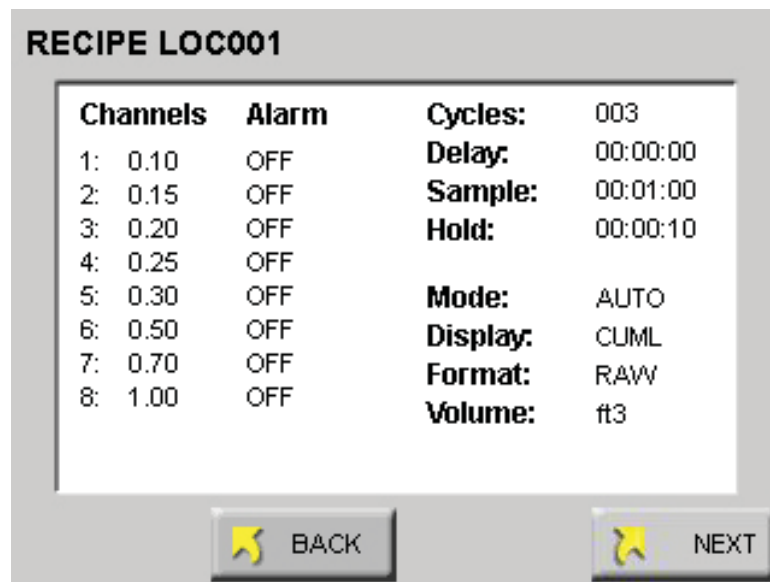 RECIPE LOC001
Channels Alarm Cycles: 003
1: 0.10 OFF Delay: 00:00:00
2: 0.15 OFF Sample: 00:01:00
3: 0.20 OFF Hold: 00:00:10
4: 0.25 OFF
5: 0.30 OFF Mode: AUTO
6: 0.50 OFF Display: CUML
7: 0.70 OFF Format: RAW
8: 1.00 OFF Volume: ft3
BACK NEXT